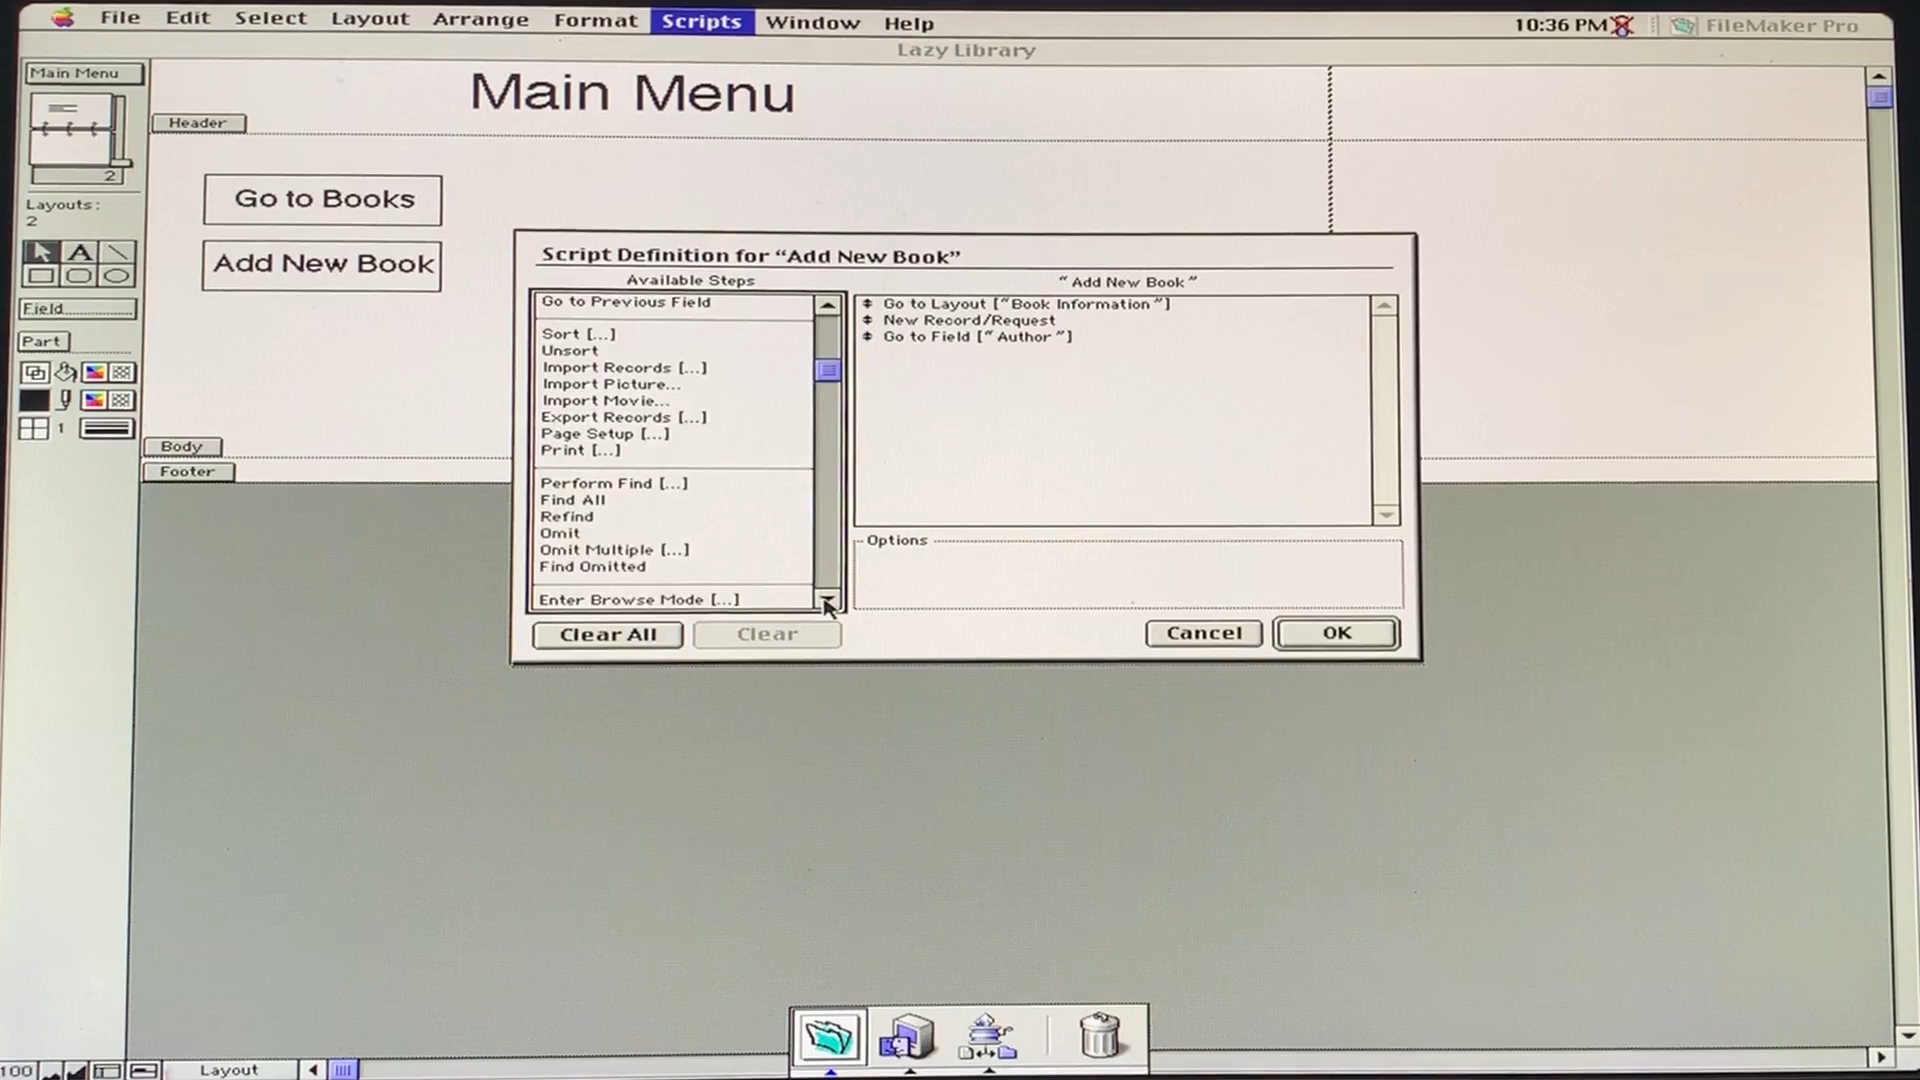 File Edit Select Layout Arrange Format Scripts Window Help 10:36 PM FileMaker Pro
Lazy Library
Main Menu
2
Layouts:
2
Field
Part
1
Main Menu
Header
Go to Books
Add New Book
Body
Footer
Script Definition for “Add New Book”
Available Steps
Go to Previous Field
Sort [...]
Unsort
Import Records [...]
Import Picture...
Import Movie...
Export Records [...]
Page Setup [...]
Print [...]
Perform Find [...]
Find All
Refind
Omit
Omit Multiple [...]
Find Omitted
Enter Browse Mode [...]
“Add New Book”
Go to Layout [“Book Information”]
New Record/Request
Go to Field [“Author”]
Options
Clear All Clear Cancel OK
100 Layout